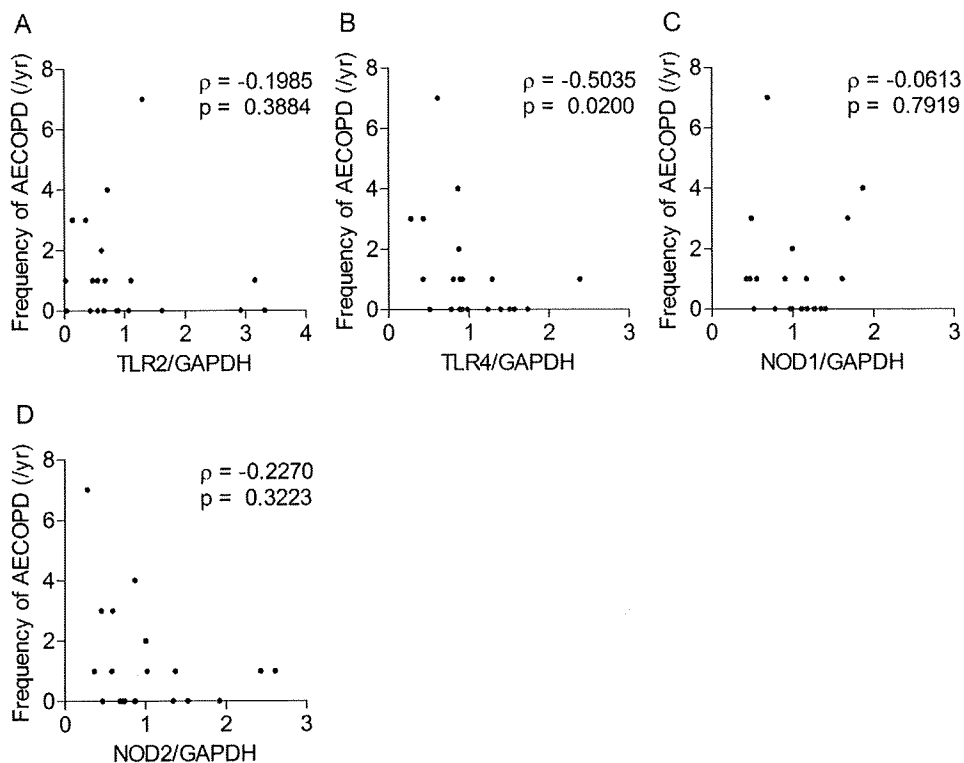 A
Frequency of AECOPD (/yr)
8
6
4
2
0
ρ = -0.1985
p = 0.3884
0 1 2 3 4
TLR2/GAPDH
B
Frequency of AECOPD (/yr)
8
6
4
2
0
ρ = -0.5035
p = 0.0200
0 1 2 3
TLR4/GAPDH
C
Frequency of AECOPD (/yr)
8
6
4
2
0
ρ = -0.0613
p = 0.7919
0 1 2 3
NOD1/GAPDH
D
Frequency of AECOPD (/yr)
8
6
4
2
0
ρ = -0.2270
p = 0.3223
0 1 2 3
NOD2/GAPDH